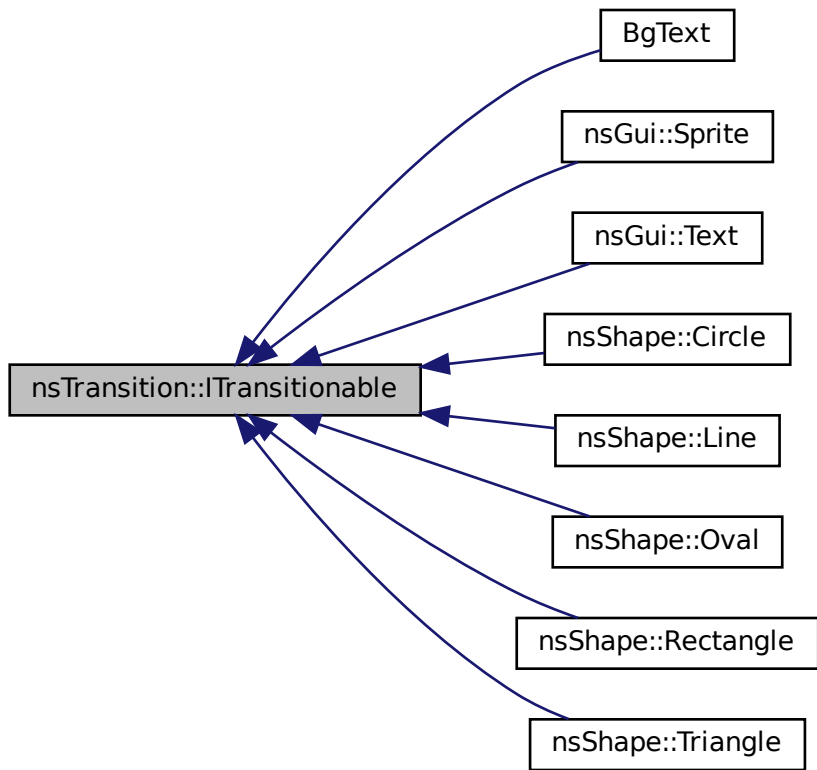 BgText
nsGui::Sprite
nsGui::Text
nsShape::Circle
nsTransition::ITransitionable
nsShape::Line
nsShape::Oval
nsShape::Rectangle
nsShape::Triangle